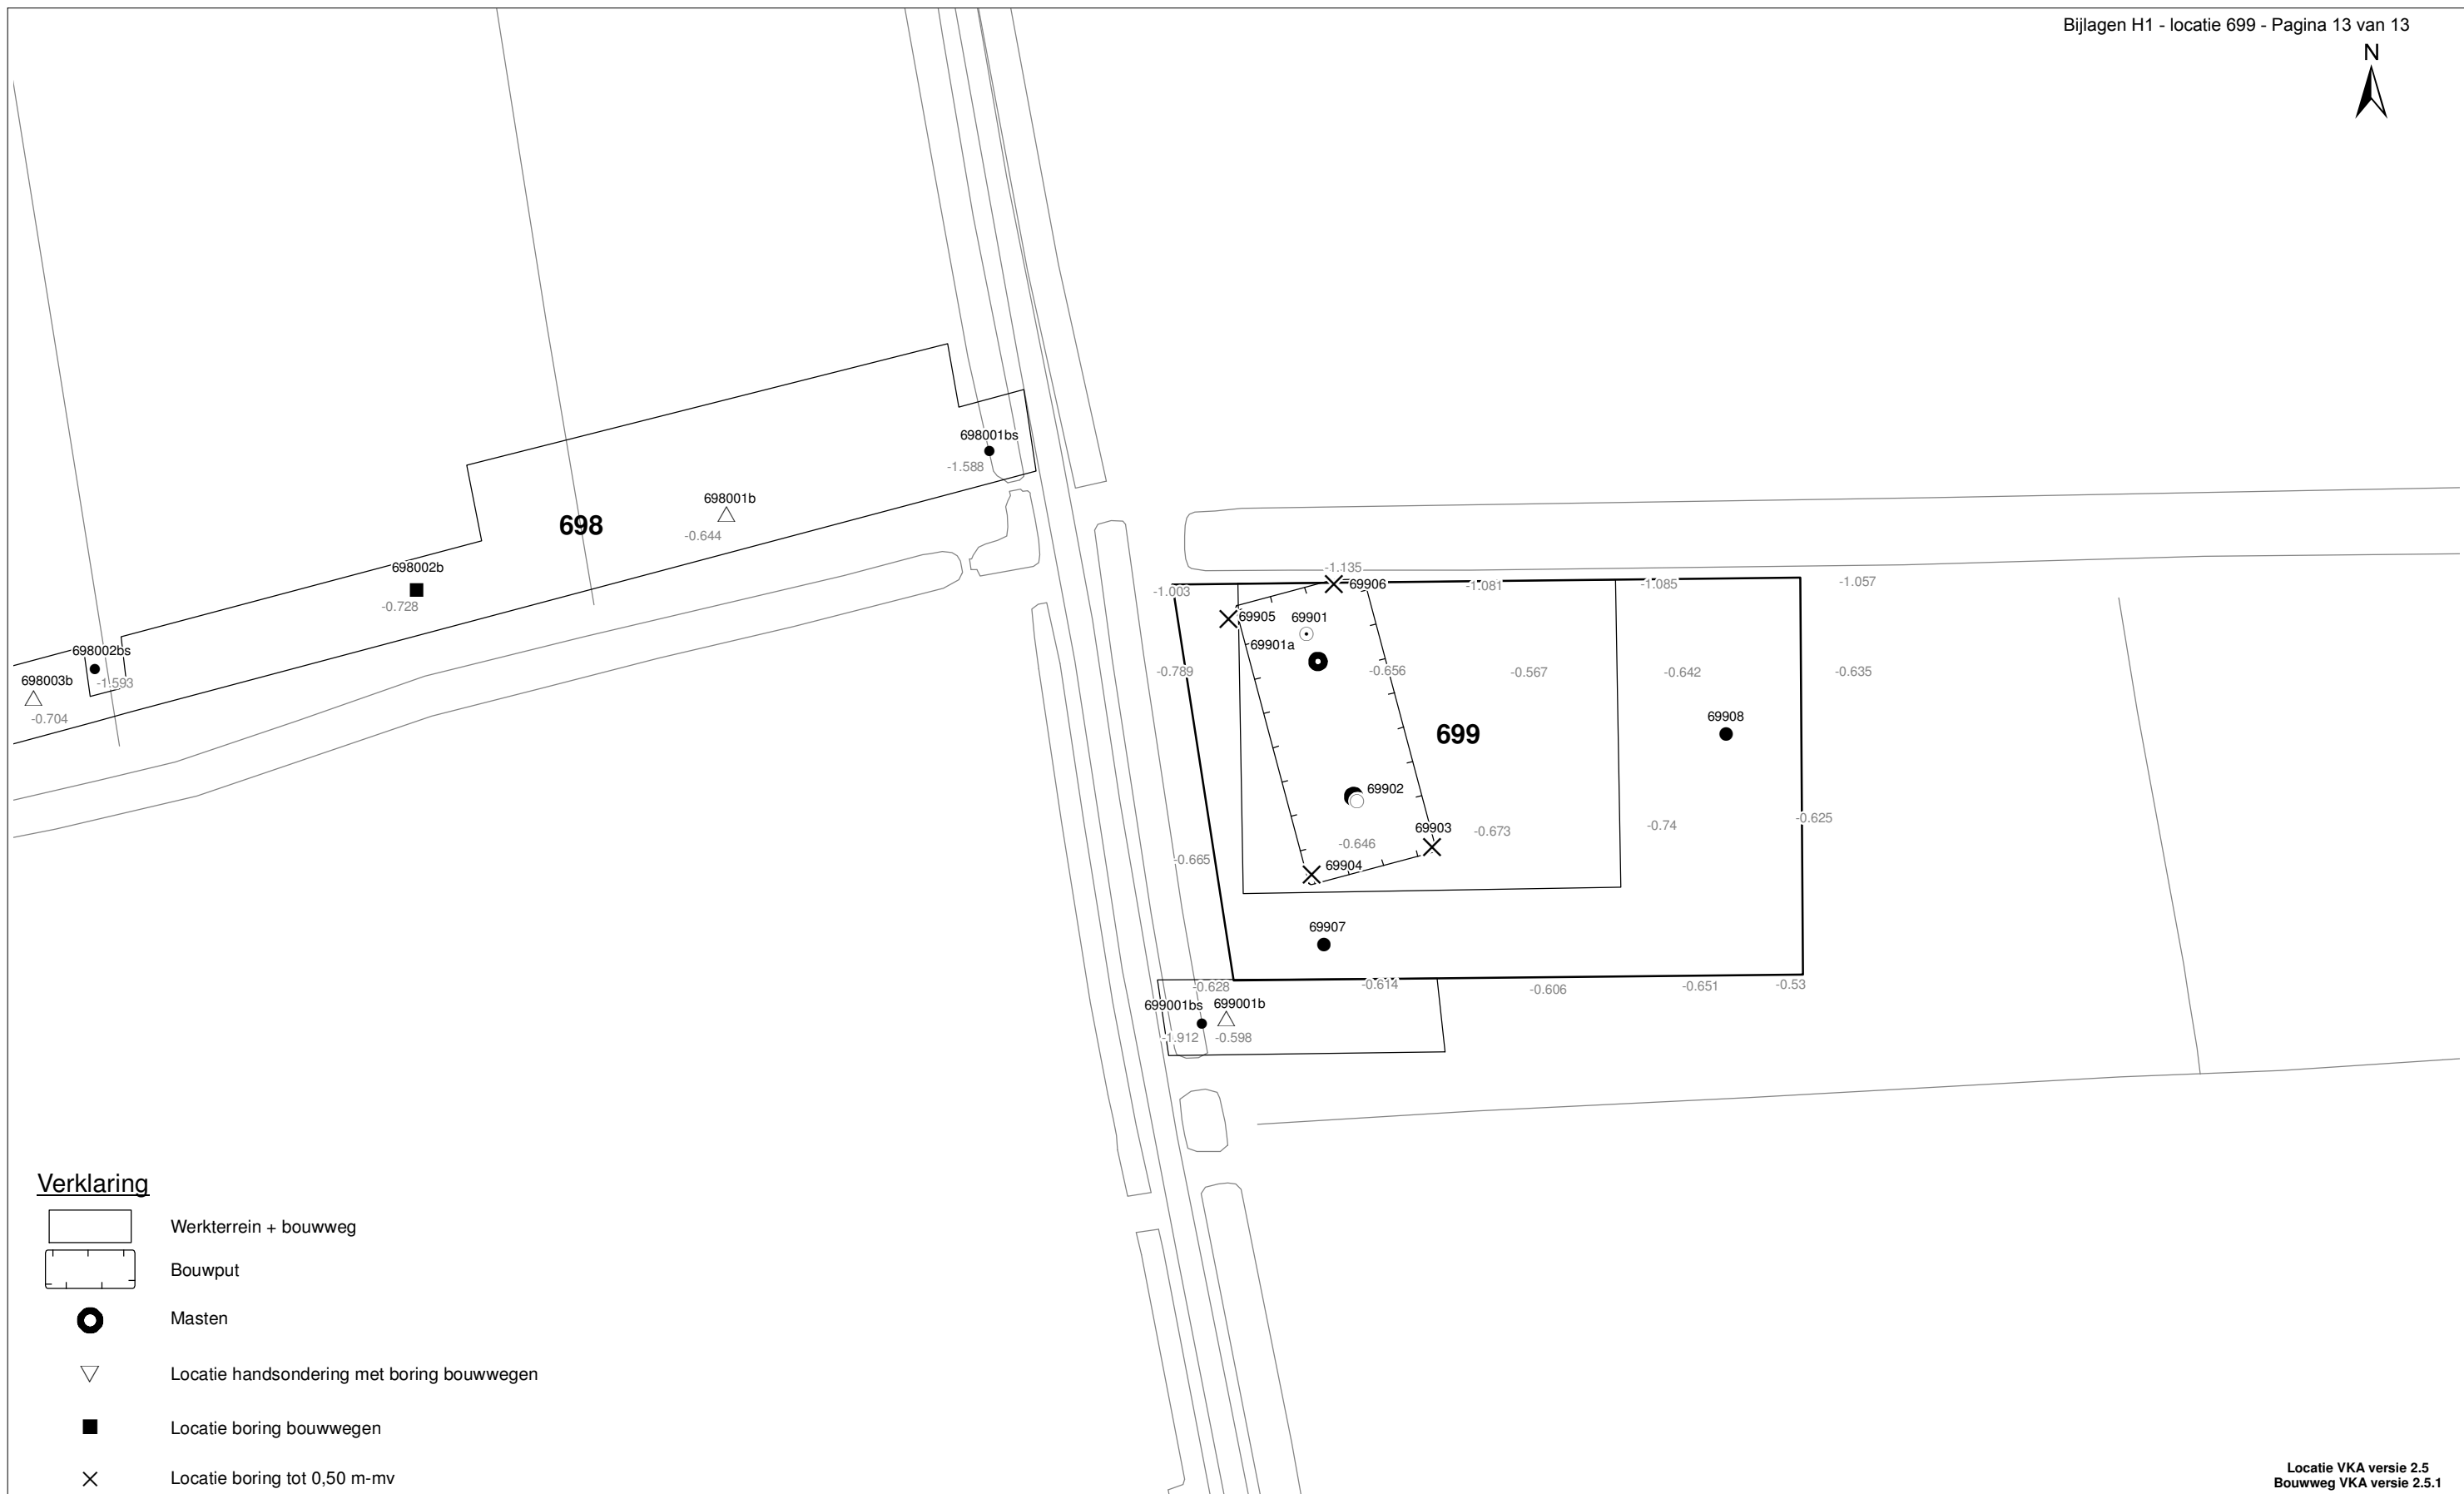 Bijlagen H1 - locatie 699 - Pagina 13 van 13
N
698001bs
-1.588
698001b
-0.644
698
698002b
-0.728
698002bs
-1.593
698003b
-0.704
-1.135
-1.003
69906
-1.081
-1.085
-1.057
69905
69901
69901a
-0.789
-0.656
-0.567
-0.642
-0.635
69908
699
69902
69903
-0.673
-0.74
-0.625
-0.646
-0.665
69904
69907
-0.628
-0.614
-0.606
-0.651
-0.53
699001bs
699001b
-1.912
-0.598
Verklaring
Werkterrein + bouwweg
Bouwput
Masten
Locatie handsondering met boring bouwwegen
Locatie boring bouwwegen
Locatie boring tot 0,50 m-mv
Locatie VKA versie 2.5
Bouwweg VKA versie 2.5.1